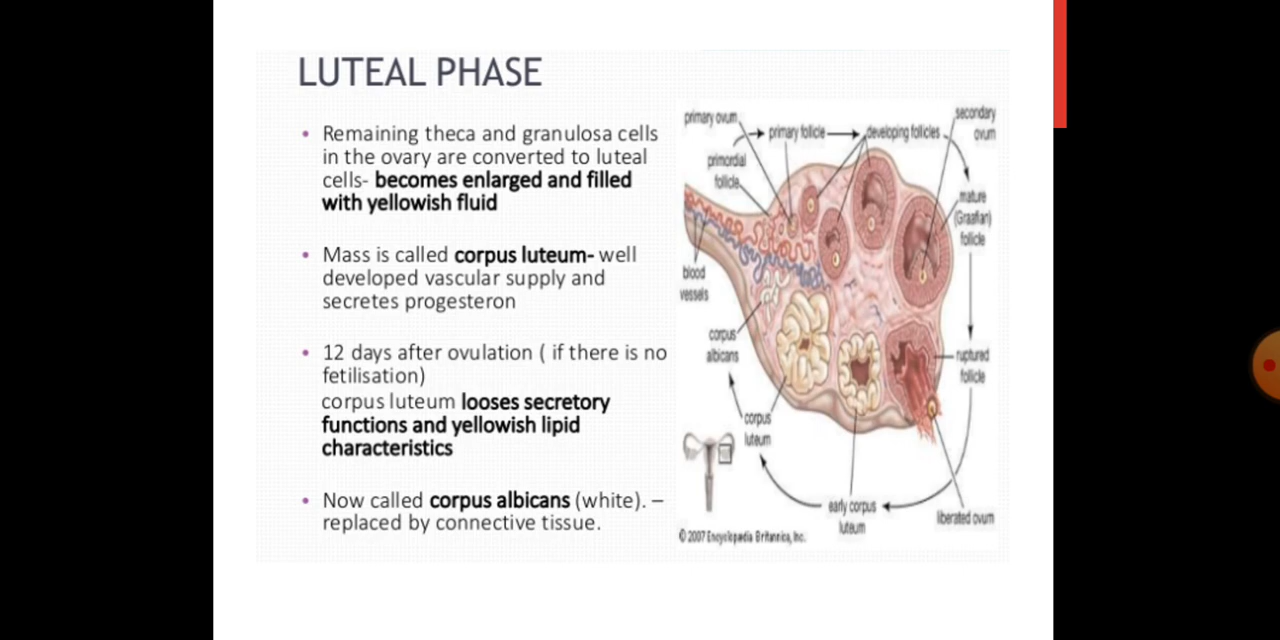 LUTEAL PHASE
• Remaining theca and granulosa cells
in the ovary are converted to luteal
cells- becomes enlarged and filled
with yellowish fluid
• Mass is called corpus luteum- well
developed vascular supply and
secretes progesteron
• 12 days after ovulation ( if there is no
fetilisation)
corpus luteum looses secretory
functions and yellowish lipid
characteristics
• Now called corpus albicans (white). –
replaced by connective tissue.
primary ovum
primary follicle
developing follicles
secondary
ovum
primordial
follicle
mature
(Graafian)
follicle
blood
vessels
corpus
albicans
ruptured
follicle
corpus
luteum
early corpus
luteum
liberated ovum
© 2007 Encyclopædia Britannica, Inc.